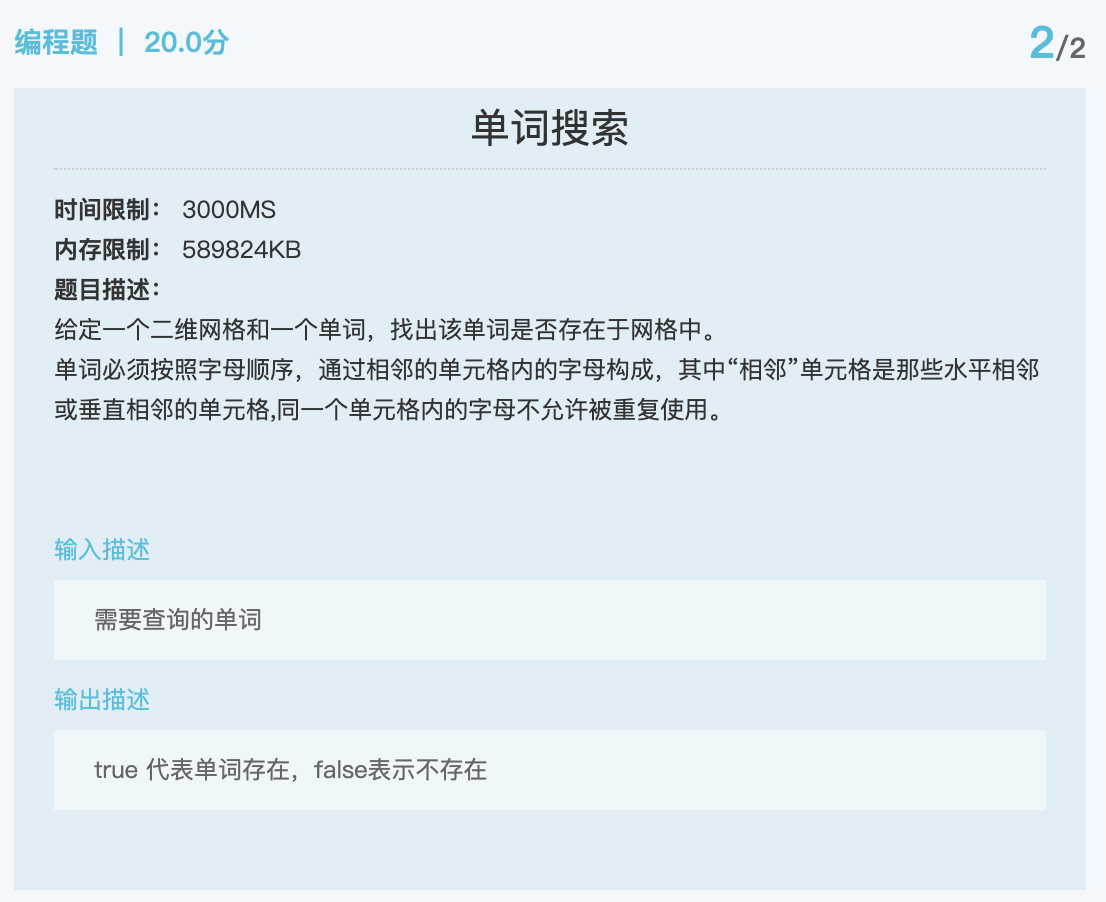 编程题 | 20.0分
2/2
单词搜索
时间限制： 3000MS
内存限制： 589824KB
题目描述：
给定一个二维网格和一个单词，找出该单词是否存在于网格中。
单词必须按照字母顺序，通过相邻的单元格内的字母构成，其中“相邻”单元格是那些水平相邻
或垂直相邻的单元格,同一个单元格内的字母不允许被重复使用。
输入描述
需要查询的单词
输出描述
true 代表单词存在，false表示不存在